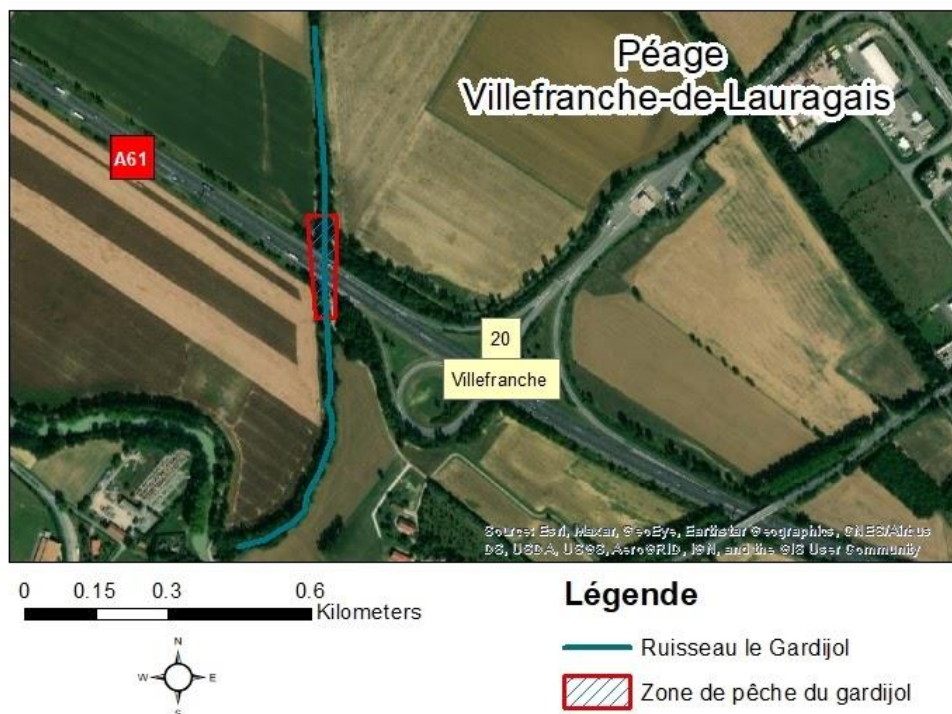 Péage
Villefranche-de-Lauragais
A61
20
Villefranche
Source: Esri, Maxar, GeoEye, Earthstar Geographics, CNES/Airbus
DS, USDA, USGS, AeroGRID, IGN, and the GIS User Community
0 0.15 0.3 0.6
Kilometers
N
W E
S
Légende
Ruisseau le Gardijol
Zone de pêche du gardijol